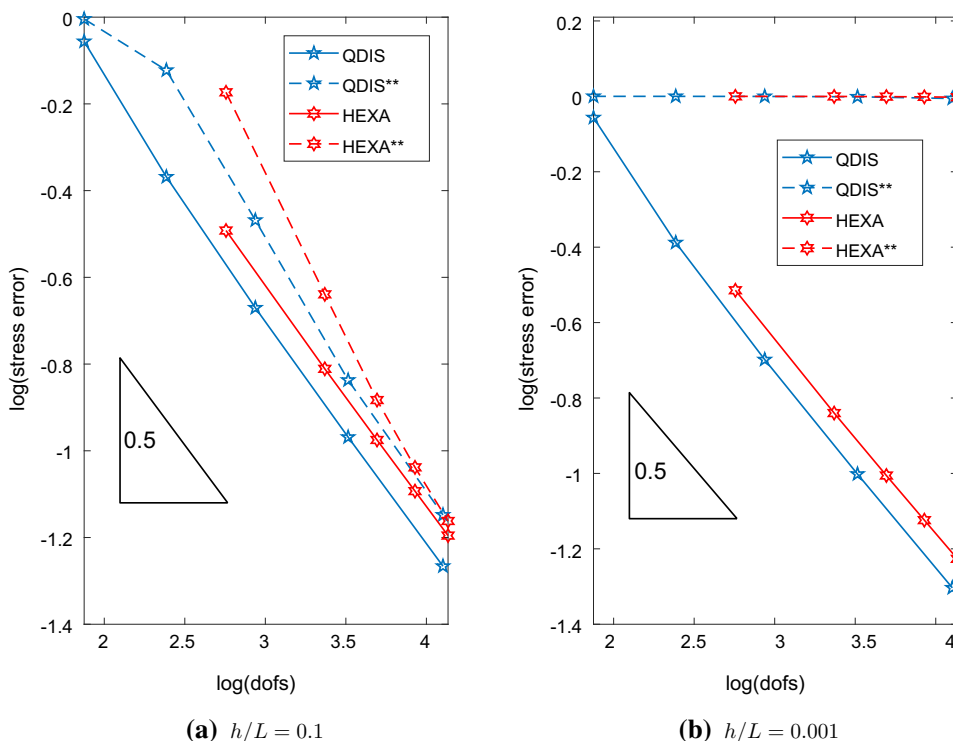 0
-0.2
-0.4
-0.6
-0.8
-1
-1.2
-1.4
log(stress error)
QDIS
QDIS**
HEXA
HEXA**
0.5
2
2.5
3
3.5
4
log(dofs)
(a) h/L = 0.1
0.2
0
-0.2
-0.4
-0.6
-0.8
-1
-1.2
-1.4
log(stress error)
QDIS
QDIS**
HEXA
HEXA**
0.5
2
2.5
3
3.5
4
log(dofs)
(b) h/L = 0.001